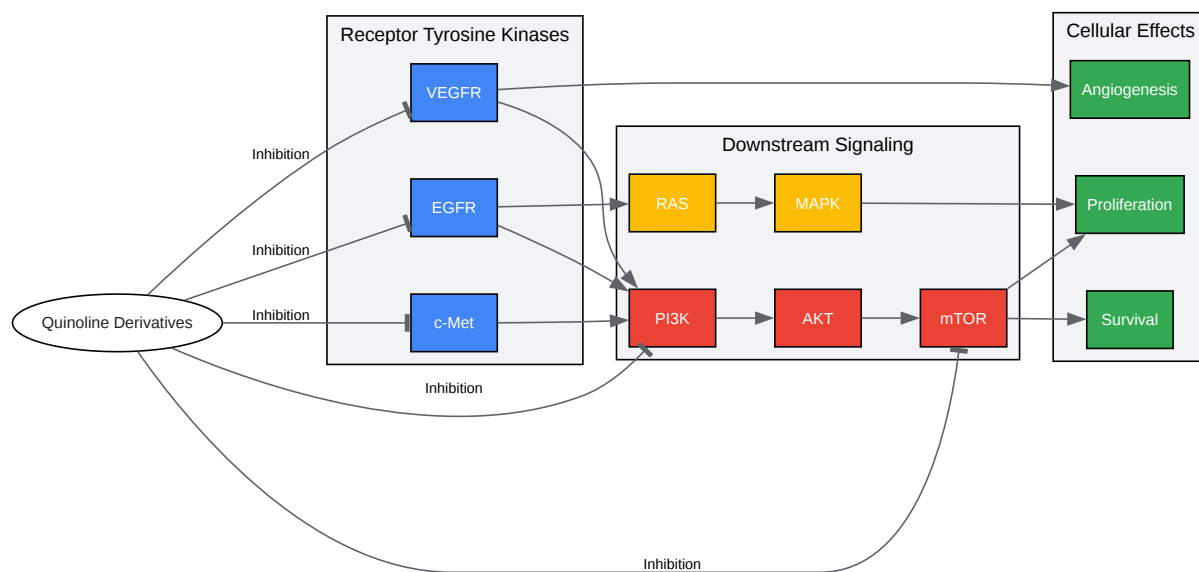 Receptor Tyrosine Kinases
Cellular Effects
VEGFR
Angiogenesis
Downstream Signaling
Inhibition
EGFR
RAS
MAPK
Proliferation
Inhibition
Inhibition
Quinoline Derivatives
c-Met
PI3K
AKT
mTOR
Survival
Inhibition
Inhibition